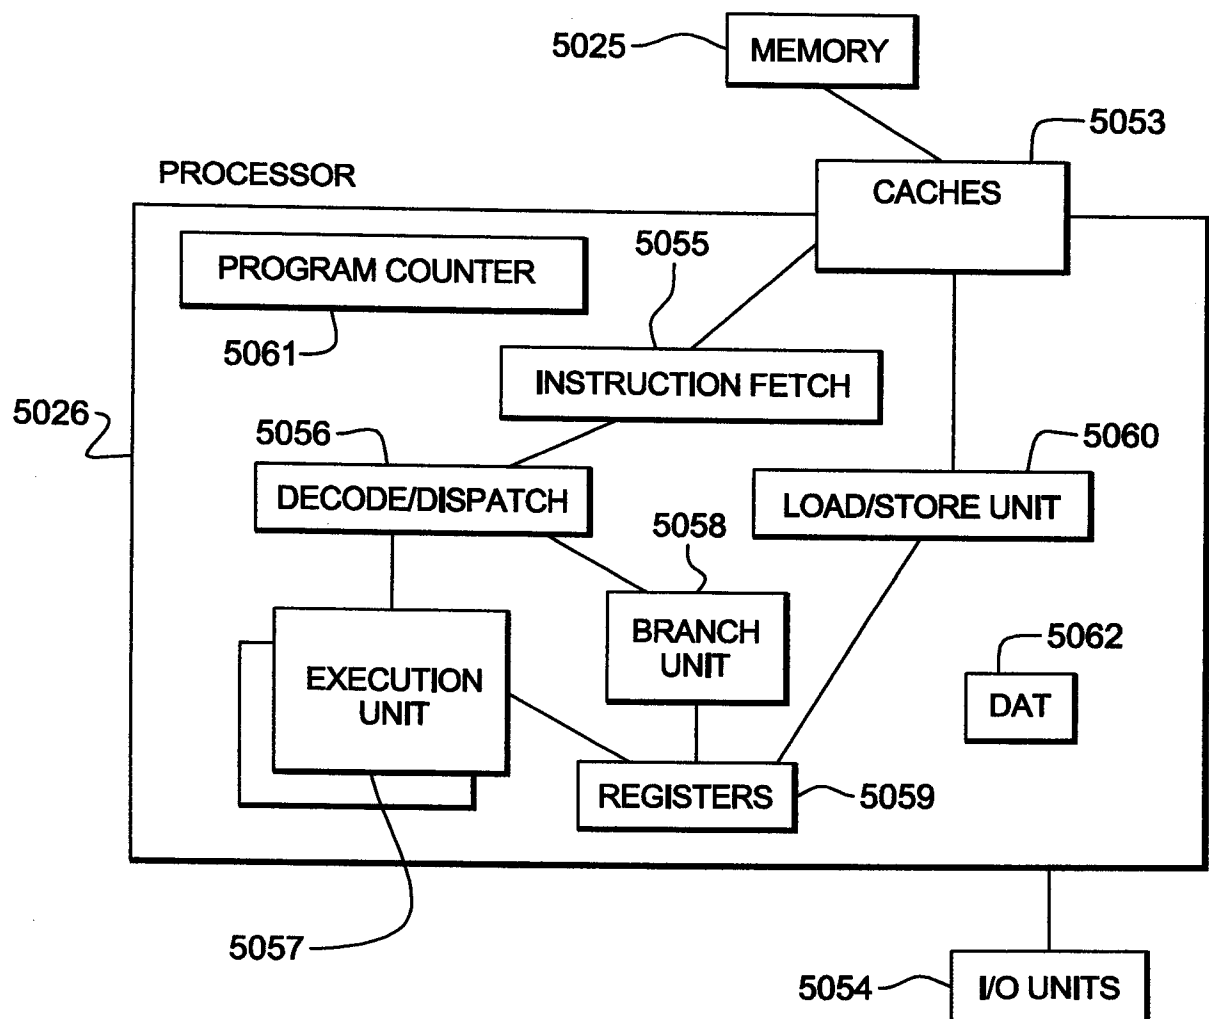 5025
MEMORY
5053
PROCESSOR
CACHES
PROGRAM COUNTER
5055
5061
INSTRUCTION FETCH
5026
5056
5060
DECODE/DISPATCH
LOAD/STORE UNIT
5058
BRANCH
UNIT
5062
EXECUTION
UNIT
DAT
REGISTERS
5059
5057
5054
I/O UNITS